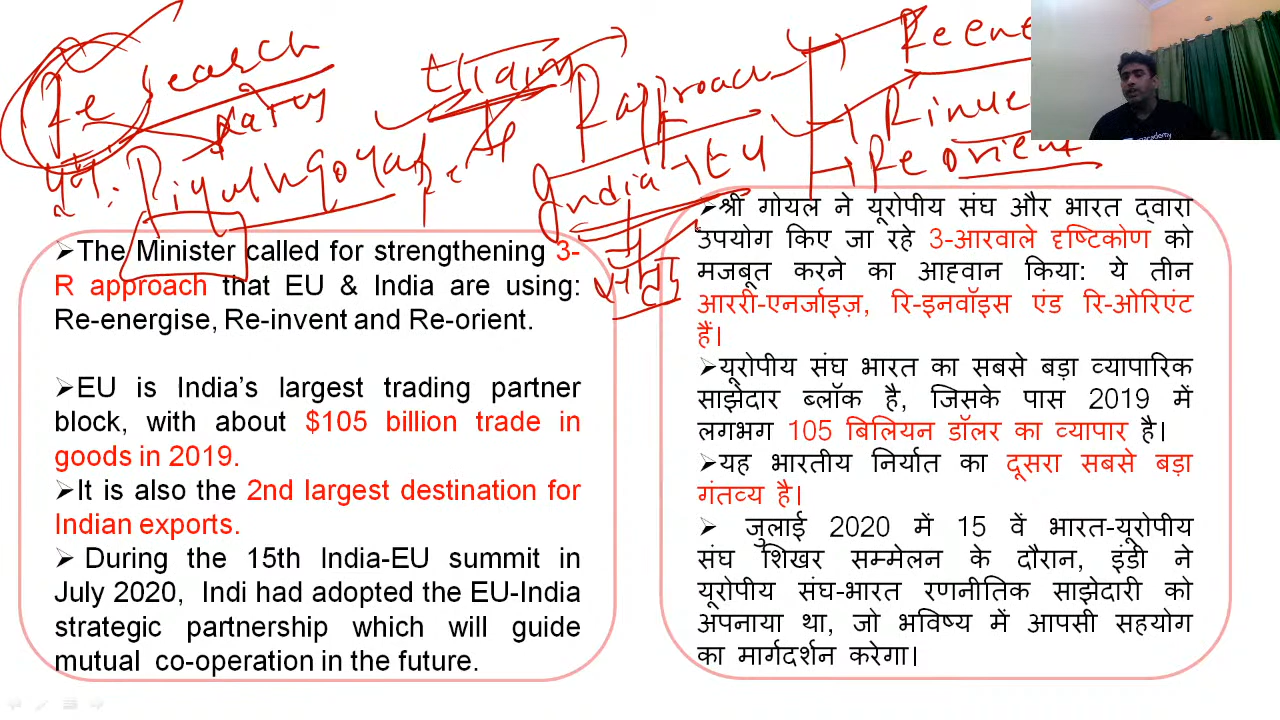 Re search
Piyush goyal
Rapproach
India → EU
Re orient
The Minister called for strengthening 3-
R approach that EU & India are using:
Re-energise, Re-invent and Re-orient.
EU is India’s largest trading partner
block, with about $105 billion trade in
goods in 2019.
It is also the 2nd largest destination for
Indian exports.
During the 15th India-EU summit in
July 2020, Indi had adopted the EU-India
strategic partnership which will guide
mutual co-operation in the future.
श्री गोयल ने यूरोपीय संघ और भारत द्वारा
उपयोग किए जा रहे 3-आरवाले दृष्टिकोण को
मजबूत करने का आह्वान किया: ये तीन
आररी-एनर्जाइज़, रि-इनवॉइस एंड रि-ओरिएंट
हैं।
यूरोपीय संघ भारत का सबसे बड़ा व्यापारिक
साझेदार ब्लॉक है, जिसके पास 2019 में
लगभग 105 बिलियन डॉलर का व्यापार है।
यह भारतीय निर्यात का दूसरा सबसे बड़ा
गंतव्य है।
जुलाई 2020 में 15 वें भारत-यूरोपीय
संघ शिखर सम्मेलन के दौरान, इंडी ने
यूरोपीय संघ-भारत रणनीतिक साझेदारी को
अपनाया था, जो भविष्य में आपसी सहयोग
का मार्गदर्शन करेगा।